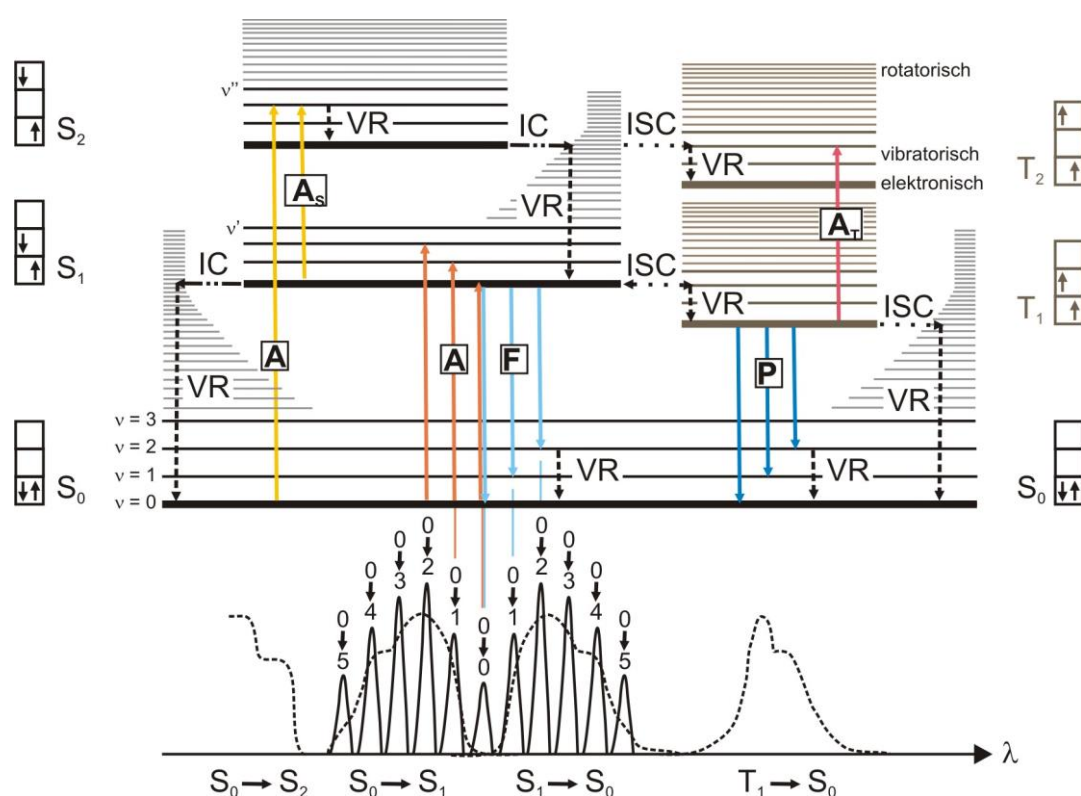 rotatorisch
ν''
VR
IC
ISC
S2
AS
VR
vibratorisch
elektronisch
T2
VR
AT
ν'
IC
ISC
S1
VR
ISC
T1
A
A
F
P
VR
VR
ν = 3
ν = 2
ν = 1
ν = 0
VR
VR
S0
S0
0 0 0 0 0 0 0 0 0 0 0
5 4 3 2 1 0 1 2 3 4 5
λ
S0 → S2
S0 → S1
S1 → S0
T1 → S0